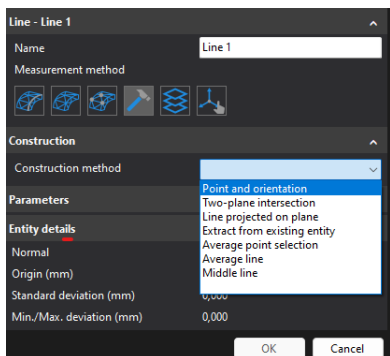 Line - Line 1
Name Line 1
Measurement method
Construction
Construction method
Point and orientation
Two-plane intersection
Line projected on plane
Extract from existing entity
Average point selection
Average line
Middle line
Parameters
Entity details
Normal
Origin (mm)
Standard deviation (mm) 0,000
Min./Max. deviation (mm) 0,000
OK Cancel